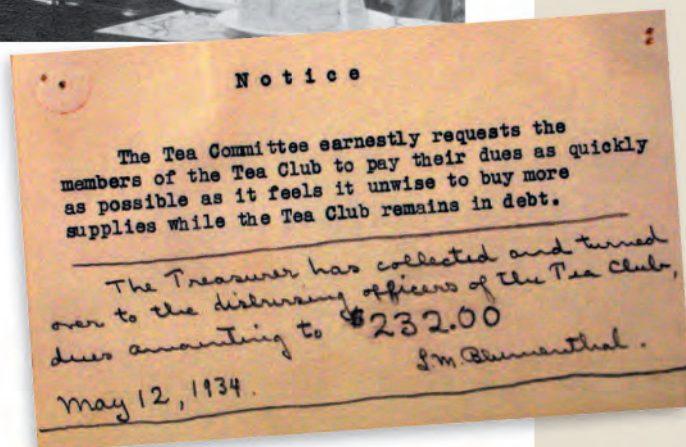 Notice
The Tea Committee earnestly requests the
members of the Tea Club to pay their dues as quickly
as possible as it feels it unwise to buy more
supplies while the Tea Club remains in debt.
The Treasurer has collected and turned
over to the disbursing officers of the Tea Club,
dues amounting to $232.00
L.M. Blumenthal.
May 12, 1934.